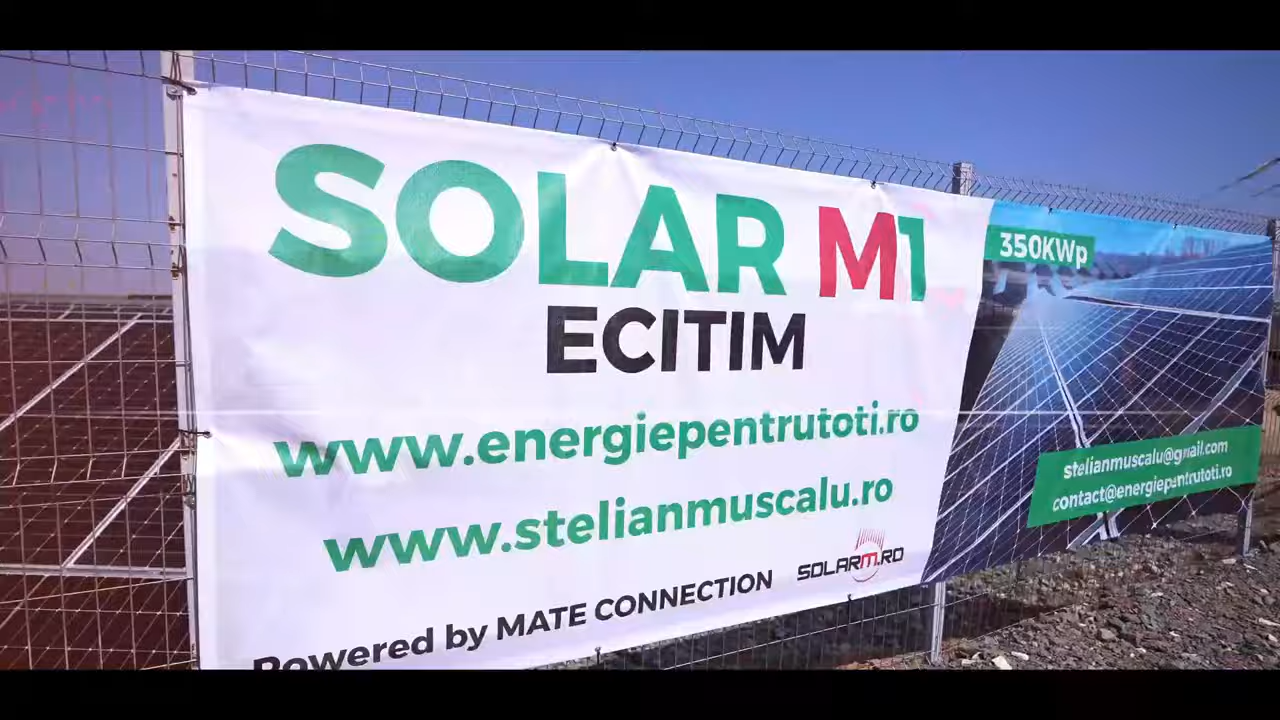 SOLAR M1
ECITIM
www.energiepentrutoti.ro
www.stelianmuscalu.ro
Powered by MATE CONNECTION
SOLARM.RO
350KWp
stelianmuscalu@gmail.com
contact@energiepentrutoti.ro